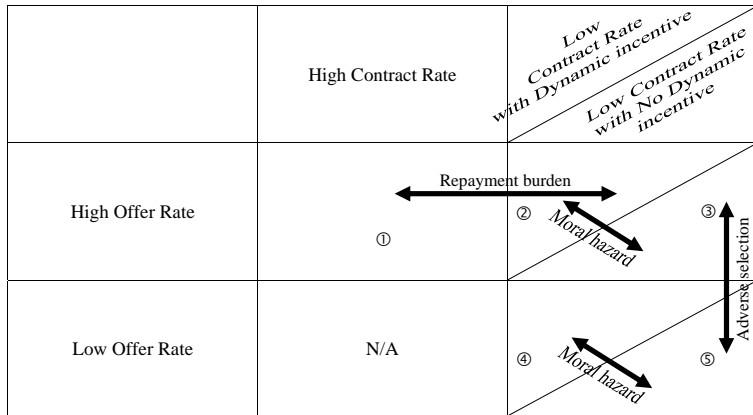 High Contract Rate
Low
Contract Rate
with Dynamic incentive
Low Contract Rate
with No Dynamic
incentive
High Offer Rate
①
Repayment burden
②
Moral hazard
③
Adverse selection
Low Offer Rate
N/A
④
Moral hazard
⑤